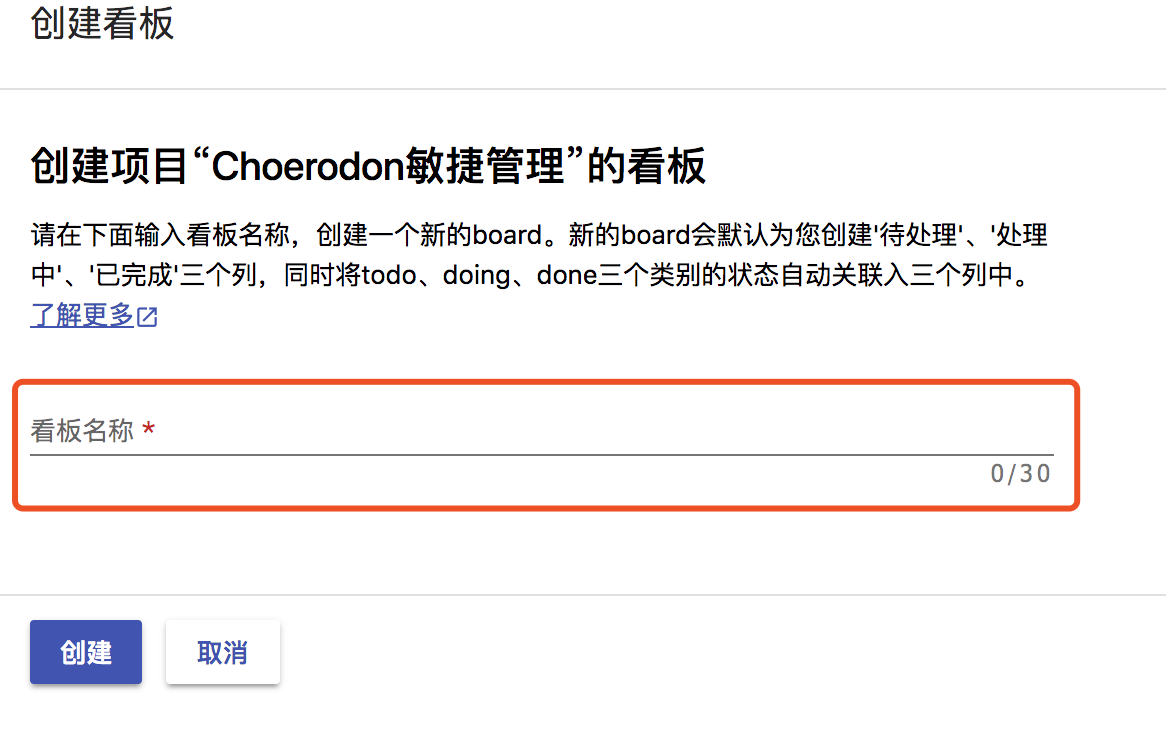 创建看板
创建项目“Choerodon敏捷管理”的看板
请在下面输入看板名称，创建一个新的board。新的board会默认为您创建'待处理'、'处理
中'、'已完成'三个列，同时将todo、doing、done三个类别的状态自动关联入三个列中。
了解更多
看板名称 *
0/30
创建 取消